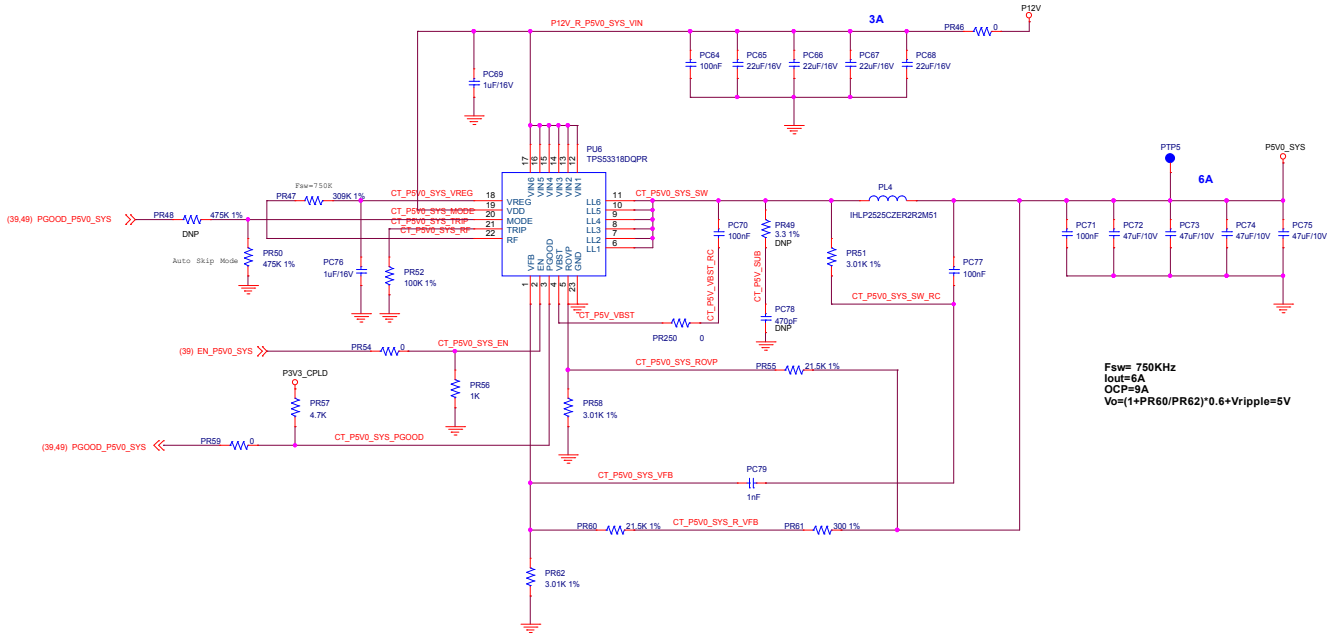 P12V_R_P5V0_SYS_VIN
3A
PR46
0
P12V
PC69
1uF/16V
PC64
100nF
PC65
22uF/16V
PC66
22uF/16V
PC67
22uF/16V
PC68
22uF/16V
PU6
TPS53318DQPR
17
16
15
14
13
12
VIN6
VIN5
VIN4
VIN3
VIN2
VIN1
Fsw=750K
PR47
309K 1%
CT_P5V0_SYS_VREG
18
VREG
19
VDD
CT_P5V0_SYS_MODE
20
MODE
CT_P5V0_SYS_TRIP
21
TRIP
CT_P5V0_SYS_RF
22
RF
LL6
11
LL5
10
LL4
9
LL3
8
LL2
7
LL1
6
VFB
EN
PGOOD
VBST
ROVP
GND
1
2
3
4
5
23
(39,49) PGOOD_P5V0_SYS
PR48
475K 1%
DNP
Auto Skip Mode
PR50
475K 1%
PC76
1uF/16V
PR52
100K 1%
CT_P5V0_SYS_SW
PC70
100nF
CT_P5V_VBST_RC
PR49
3.3 1%
DNP
CT_P5V_SUB
PC78
470pF
DNP
PL4
IHLP2525CZER2R2M51
PR51
3.01K 1%
PC77
100nF
CT_P5V0_SYS_SW_RC
PTP5
P5V0_SYS
6A
PC71
100nF
PC72
47uF/10V
PC73
47uF/10V
PC74
47uF/10V
PC75
47uF/10V
CT_P5V_VBST
PR250
0
(39) EN_P5V0_SYS
PR54
0
CT_P5V0_SYS_EN
PR56
1K
P3V3_CPLD
PR57
4.7K
CT_P5V0_SYS_ROVP
PR55
21.5K 1%
PR58
3.01K 1%
(39,49) PGOOD_P5V0_SYS
PR59
0
CT_P5V0_SYS_PGOOD
Fsw= 750KHz
Iout=6A
OCP=9A
Vo=(1+PR60/PR62)*0.6+Vripple=5V
CT_P5V0_SYS_VFB
PC79
1nF
PR60
21.5K 1%
CT_P5V0_SYS_R_VFB
PR61
300 1%
PR62
3.01K 1%